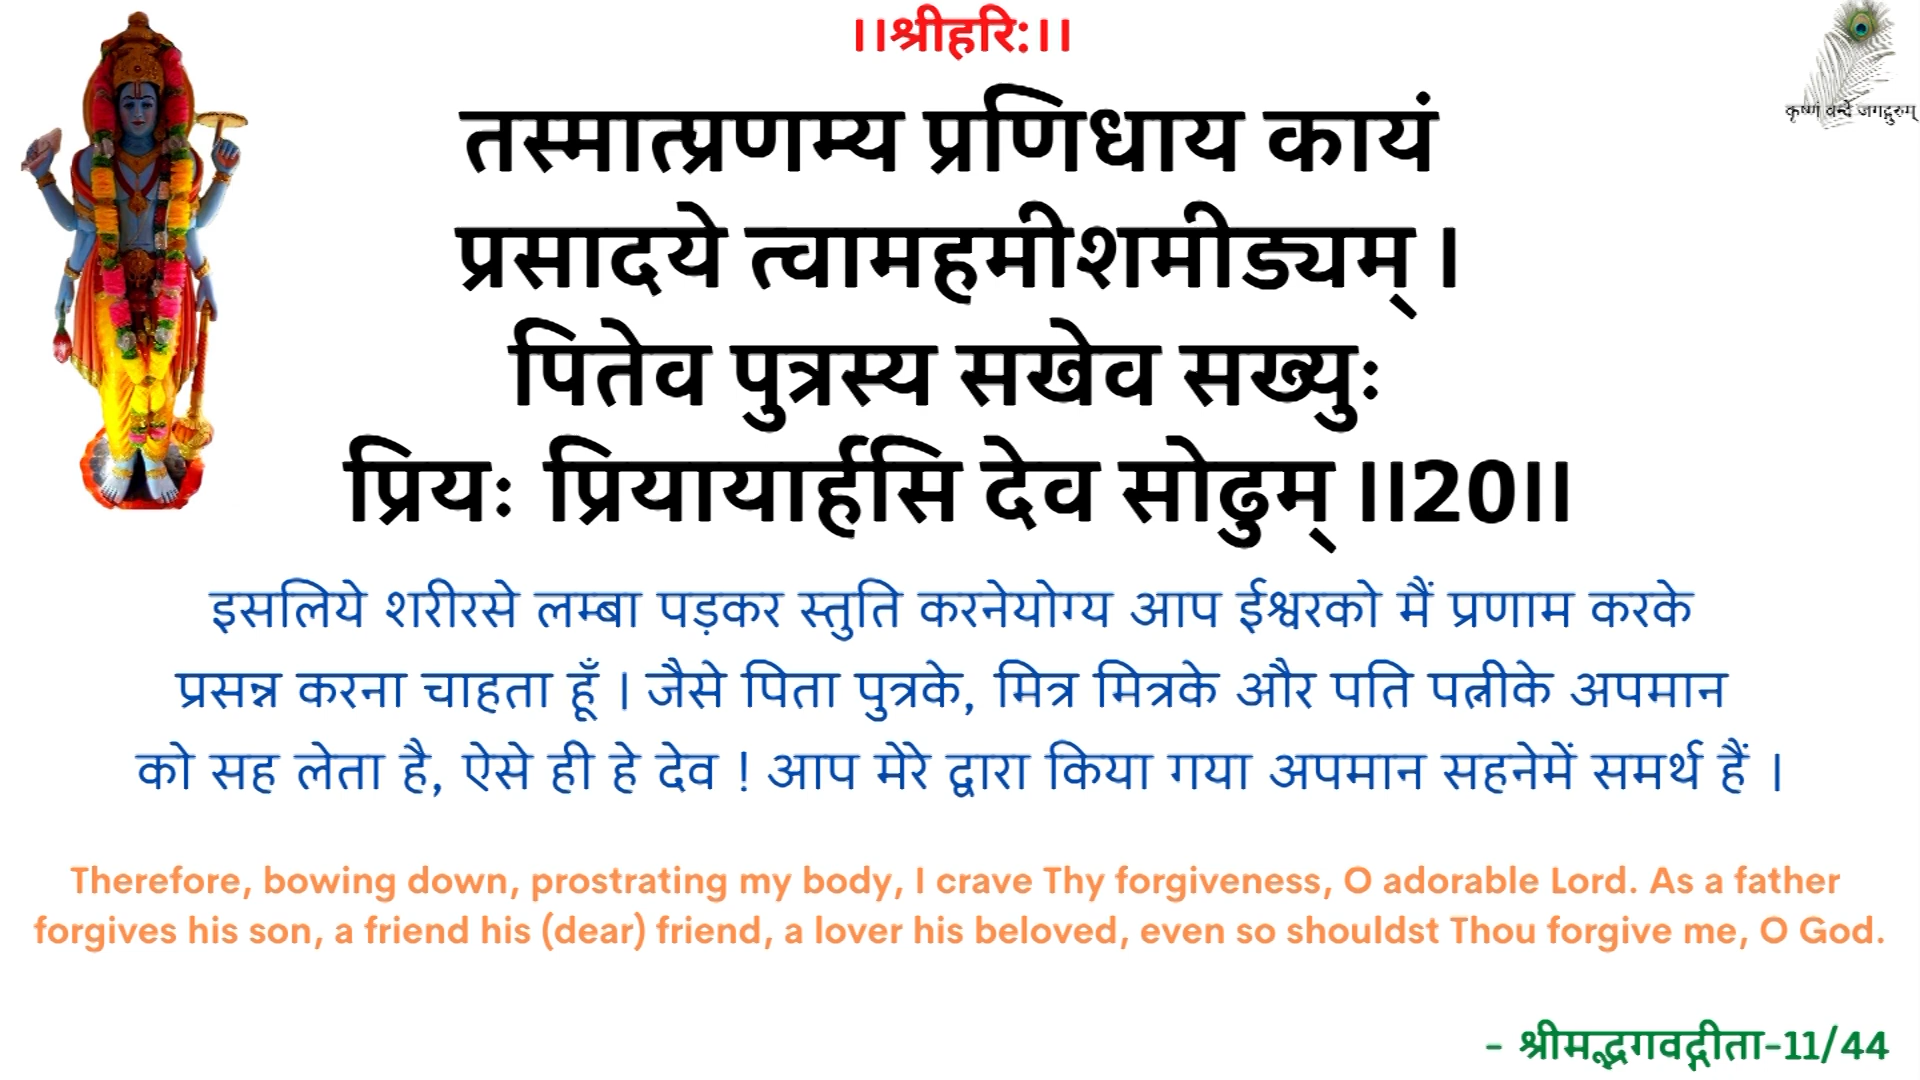 ।।श्रीहरि:।।
कृष्णं वन्दे जगद्गुरुम्
तस्मात्प्रणम्य प्रणिधाय कायं
प्रसादये त्वामहमीशमीड्यम् ।
पितेव पुत्रस्य सखेव सख्युः
प्रियः प्रियायार्हसि देव सोढुम् ।।20।।
इसलिये शरीरसे लम्बा पड़कर स्तुति करनेयोग्य आप ईश्वरको मैं प्रणाम करके
प्रसन्न करना चाहता हूँ । जैसे पिता पुत्रके, मित्र मित्रके और पति पत्नीके अपमान
को सह लेता है, ऐसे ही हे देव ! आप मेरे द्वारा किया गया अपमान सहनेमें समर्थ हैं ।
Therefore, bowing down, prostrating my body, I crave Thy forgiveness, O adorable Lord. As a father
forgives his son, a friend his (dear) friend, a lover his beloved, even so shouldst Thou forgive me, O God.
- श्रीमद्भगवद्गीता-11/44